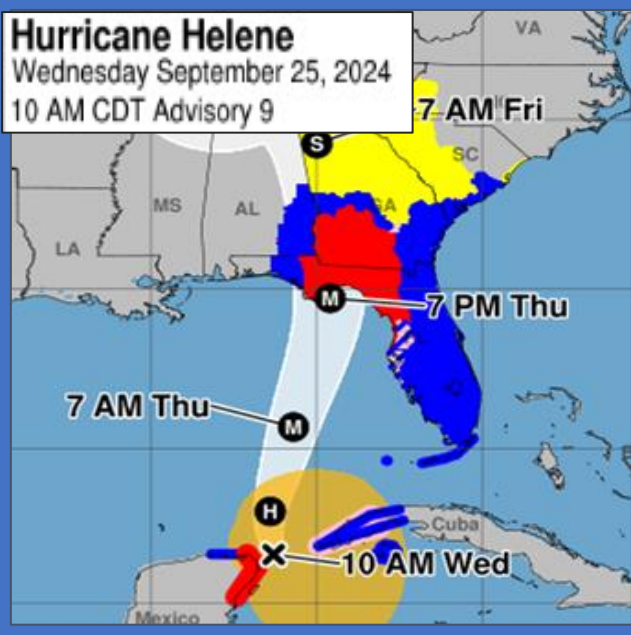 Hurricane Helene
Wednesday September 25, 2024
10 AM CDT Advisory 9
VA
7 AM Fri
S
SC
MS
AL
GA
LA
M
7 PM Thu
7 AM Thu
M
H
Cuba
10 AM Wed
Mexico